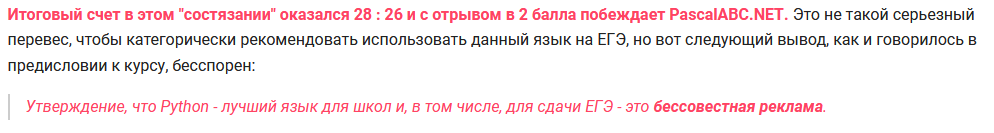 Итоговый счет в этом "состязании" оказался 28 : 26 и с отрывом в 2 балла побеждает PascalABC.NET. Это не такой серьезный
перевес, чтобы категорически рекомендовать использовать данный язык на ЕГЭ, но вот следующий вывод, как и говорилось в
предисловии к курсу, бесспорен:
Утверждение, что Python - лучший язык для школ и, в том числе, для сдачи ЕГЭ - это бессовестная реклама.